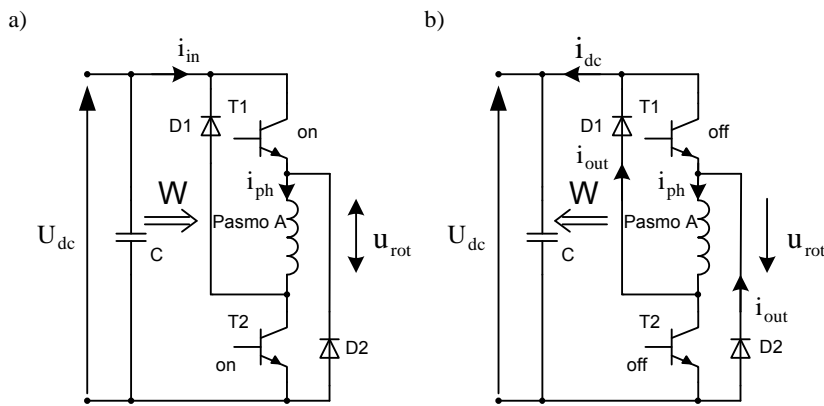 a)
i_in
T1
D1
on
i_ph
W
Pasmo A
U_dc
C
u_rot
T2
on
D2
b)
i_dc
T1
D1
off
i_out
i_ph
W
Pasmo A
U_dc
C
u_rot
i_out
T2
off
D2